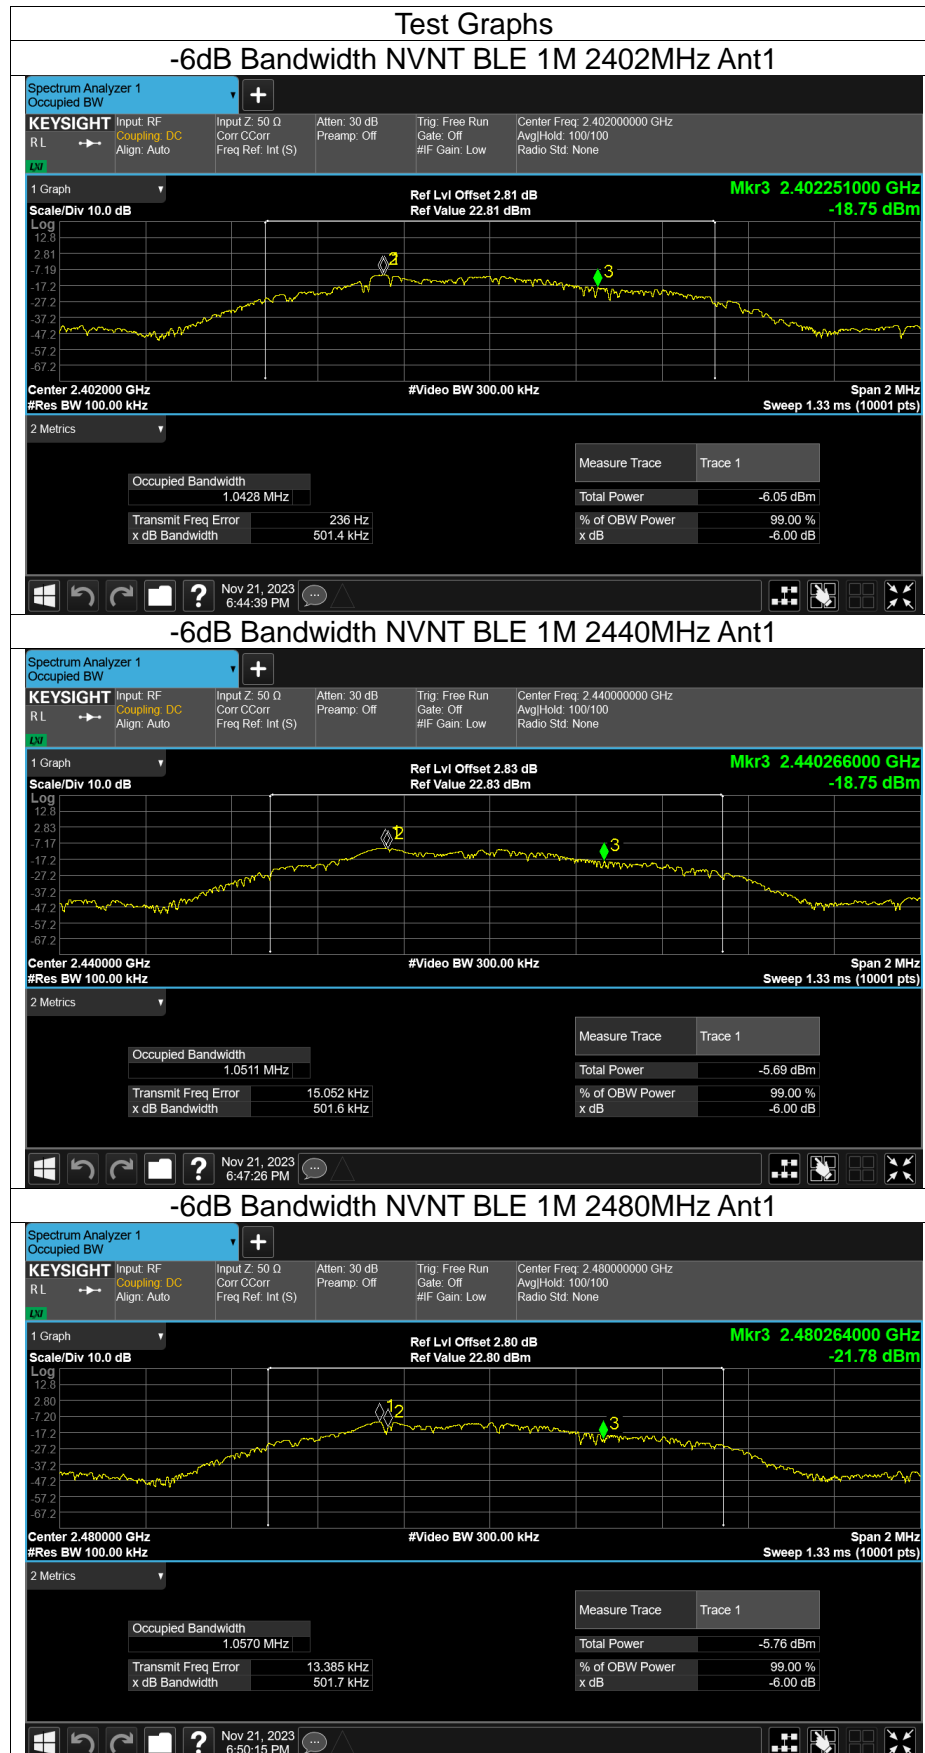 Test Graphs
-6dB Bandwidth NVNT BLE 1M 2402MHz Ant1
Spectrum Analyzer 1
Occupied BW
KEYSIGHT Input: RF Input Z: 50 Ω Atten: 30 dB Trig: Free Run Center Freq: 2.402000000 GHz
RL Coupling: DC Corr CCorr Preamp: Off Gate: Off Avg|Hold: 100/100
Align: Auto Freq Ref: Int (S) #IF Gain: Low Radio Std: None
LXI
1 Graph Ref Lvl Offset 2.81 dB Mkr3 2.402251000 GHz
Scale/Div 10.0 dB Ref Value 22.81 dBm -18.75 dBm
Log
12.8
2.81
-7.19
-17.2
-27.2
-37.2
-47.2
-57.2
-67.2
2
3
Center 2.402000 GHz #Video BW 300.00 kHz Span 2 MHz
#Res BW 100.00 kHz Sweep 1.33 ms (10001 pts)
2 Metrics
Measure Trace Trace 1
Occupied Bandwidth
1.0428 MHz Total Power -6.05 dBm
Transmit Freq Error 236 Hz % of OBW Power 99.00 %
x dB Bandwidth 501.4 kHz x dB -6.00 dB
Nov 21, 2023
6:44:39 PM
-6dB Bandwidth NVNT BLE 1M 2440MHz Ant1
Spectrum Analyzer 1
Occupied BW
KEYSIGHT Input: RF Input Z: 50 Ω Atten: 30 dB Trig: Free Run Center Freq: 2.440000000 GHz
RL Coupling: DC Corr CCorr Preamp: Off Gate: Off Avg|Hold: 100/100
Align: Auto Freq Ref: Int (S) #IF Gain: Low Radio Std: None
LXI
1 Graph Ref Lvl Offset 2.83 dB Mkr3 2.440266000 GHz
Scale/Div 10.0 dB Ref Value 22.83 dBm -18.75 dBm
Log
12.8
2.83
-7.17
-17.2
-27.2
-37.2
-47.2
-57.2
-67.2
2
3
Center 2.440000 GHz #Video BW 300.00 kHz Span 2 MHz
#Res BW 100.00 kHz Sweep 1.33 ms (10001 pts)
2 Metrics
Measure Trace Trace 1
Occupied Bandwidth
1.0511 MHz Total Power -5.69 dBm
Transmit Freq Error 15.052 kHz % of OBW Power 99.00 %
x dB Bandwidth 501.6 kHz x dB -6.00 dB
Nov 21, 2023
6:47:26 PM
-6dB Bandwidth NVNT BLE 1M 2480MHz Ant1
Spectrum Analyzer 1
Occupied BW
KEYSIGHT Input: RF Input Z: 50 Ω Atten: 30 dB Trig: Free Run Center Freq: 2.480000000 GHz
RL Coupling: DC Corr CCorr Preamp: Off Gate: Off Avg|Hold: 100/100
Align: Auto Freq Ref: Int (S) #IF Gain: Low Radio Std: None
LXI
1 Graph Ref Lvl Offset 2.80 dB Mkr3 2.480264000 GHz
Scale/Div 10.0 dB Ref Value 22.80 dBm -21.78 dBm
Log
12.8
2.80
-7.20
-17.2
-27.2
-37.2
-47.2
-57.2
-67.2
1 2
3
Center 2.480000 GHz #Video BW 300.00 kHz Span 2 MHz
#Res BW 100.00 kHz Sweep 1.33 ms (10001 pts)
2 Metrics
Measure Trace Trace 1
Occupied Bandwidth
1.0570 MHz Total Power -5.76 dBm
Transmit Freq Error 13.385 kHz % of OBW Power 99.00 %
x dB Bandwidth 501.7 kHz x dB -6.00 dB
Nov 21, 2023
6:50:15 PM